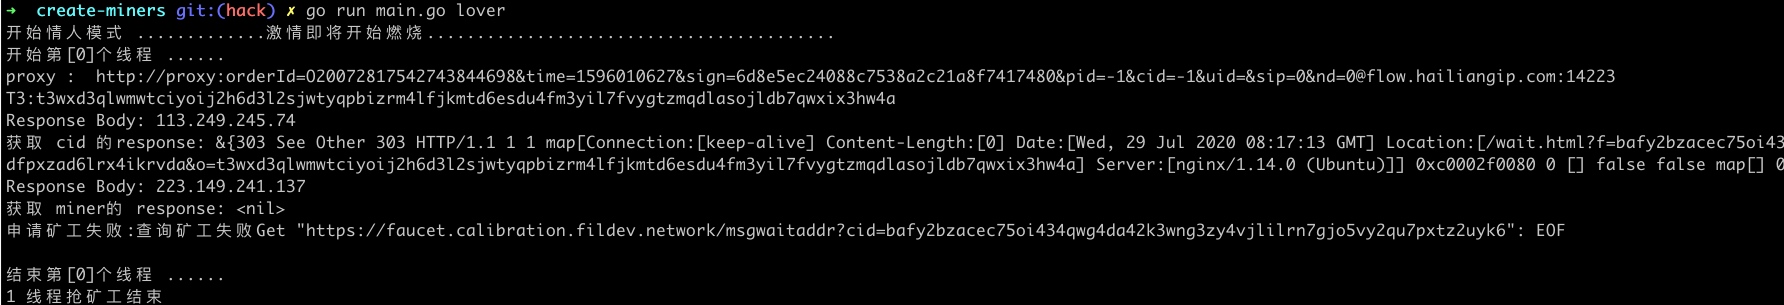 ➜  create-miners git:(hack) ✗ go run main.go lover
开始情人模式 .............激情即将开始燃烧.........................................
开始第[0]个线程 ......
proxy :  http://proxy:orderId=O20072817542743844698&time=1596010627&sign=6d8e5ec24088c7538a2c21a8f7417480&pid=-1&cid=-1&uid=&sip=0&nd=0@flow.hailiangip.com:14223
T3:t3wxd3qlwmwtciyoij2h6d3l2sjwtyqpbizrm4lfjkmtd6esdu4fm3yil7fvygtzmqdlasojldb7qwxix3hw4a
Response Body: 113.249.245.74
获取 cid 的response: &{303 See Other 303 HTTP/1.1 1 1 map[Connection:[keep-alive] Content-Length:[0] Date:[Wed, 29 Jul 2020 08:17:13 GMT] Location:[/wait.html?f=bafy2bzacec75oi43
dfpxzad6lrx4ikrvda&o=t3wxd3qlwmwtciyoij2h6d3l2sjwtyqpbizrm4lfjkmtd6esdu4fm3yil7fvygtzmqdlasojldb7qwxix3hw4a] Server:[nginx/1.14.0 (Ubuntu)]] 0xc0002f0080 0 [] false false map[] 0
Response Body: 223.149.241.137
获取 miner的 response: <nil>
申请矿工失败:查询矿工失败Get "https://faucet.calibration.fildev.network/msgwaitaddr?cid=bafy2bzacec75oi434qwg4da42k3wng3zy4vjlilrn7gjo5vy2qu7pxtz2uyk6": EOF
结束第[0]个线程 ......
1 线程抢矿工结束